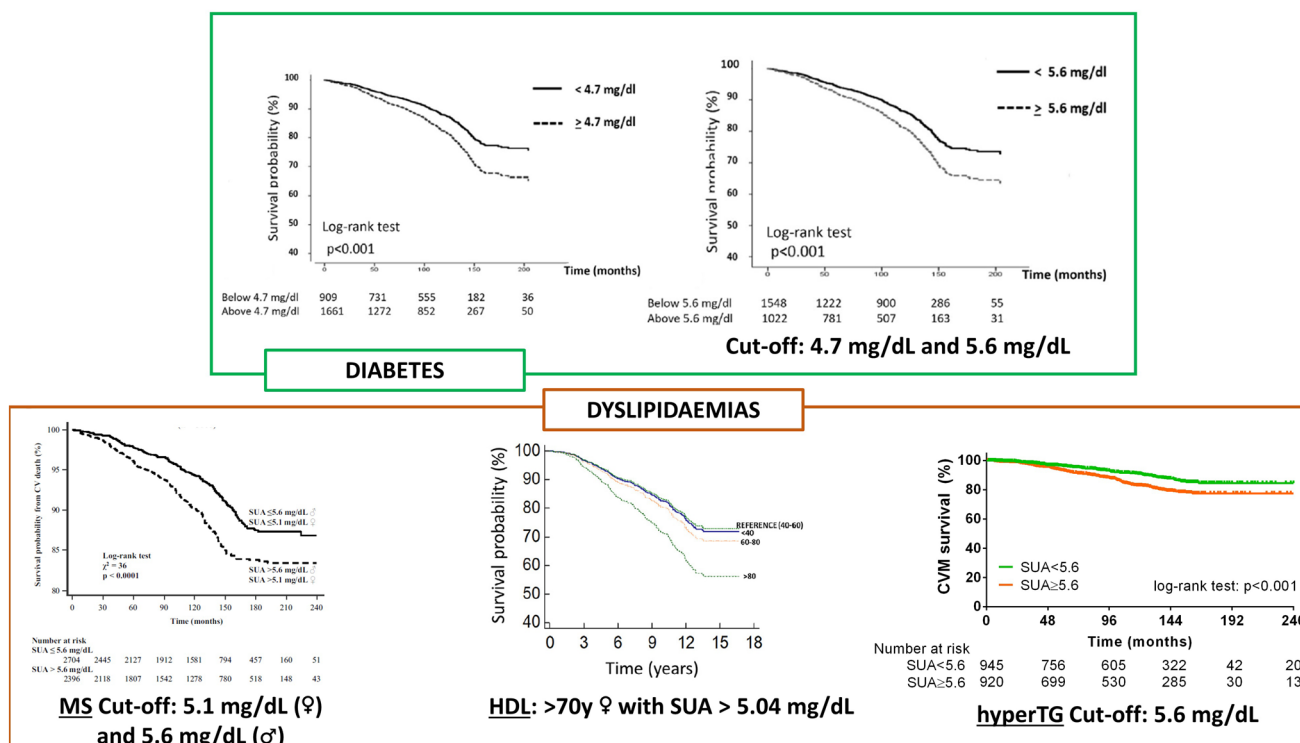 100
90
80
70
60
50
40
Survival probability (%)
< 4.7 mg/dl
≥ 4.7 mg/dl
Log-rank test
p<0.001
0 50 100 150 200
Time (months)
Below 4.7 mg/dl 909 731 555 182 36
Above 4.7 mg/dl 1661 1272 852 267 50
100
90
80
70
60
50
40
Survival probability (%)
< 5.6 mg/dl
≥ 5.6 mg/dl
Log-rank test
p<0.001
0 50 100 150 200
Time (months)
Below 5.6 mg/dl 1548 1222 900 286 55
Above 5.6 mg/dl 1022 781 507 163 31
Cut-off: 4.7 mg/dL and 5.6 mg/dL
DIABETES
DYSLIPIDAEMIAS
100
95
90
85
80
Survival probability from CV death (%)
SUA ≤5.6 mg/dL ♂
SUA ≤5.1 mg/dL ♀
Log-rank test
χ² = 36
p < 0.0001
SUA >5.6 mg/dL ♂
SUA >5.1 mg/dL ♀
0 30 60 90 120 150 180 210 240
Time (months)
Number at risk
SUA ≤ 5.6 mg/dL
2704 2445 2127 1912 1581 794 457 160 51
SUA > 5.6 mg/dL
2396 2118 1807 1542 1278 780 518 148 43
MS Cut-off: 5.1 mg/dL (♀)
and 5.6 mg/dL (♂)
100
90
80
70
60
50
40
Survival probability (%)
REFERENCE (40-60)
<40
60-80
>80
0 3 6 9 12 15 18
Time (years)
HDL: >70y ♀ with SUA > 5.04 mg/dL
100
80
60
40
20
0
CVM survival (%)
SUA<5.6
SUA≥5.6
log-rank test: p<0.001
0 48 96 144 192 240
Time (months)
Number at risk
SUA<5.6 945 756 605 322 42 20
SUA≥5.6 920 699 530 285 30 13
hyperTG Cut-off: 5.6 mg/dL